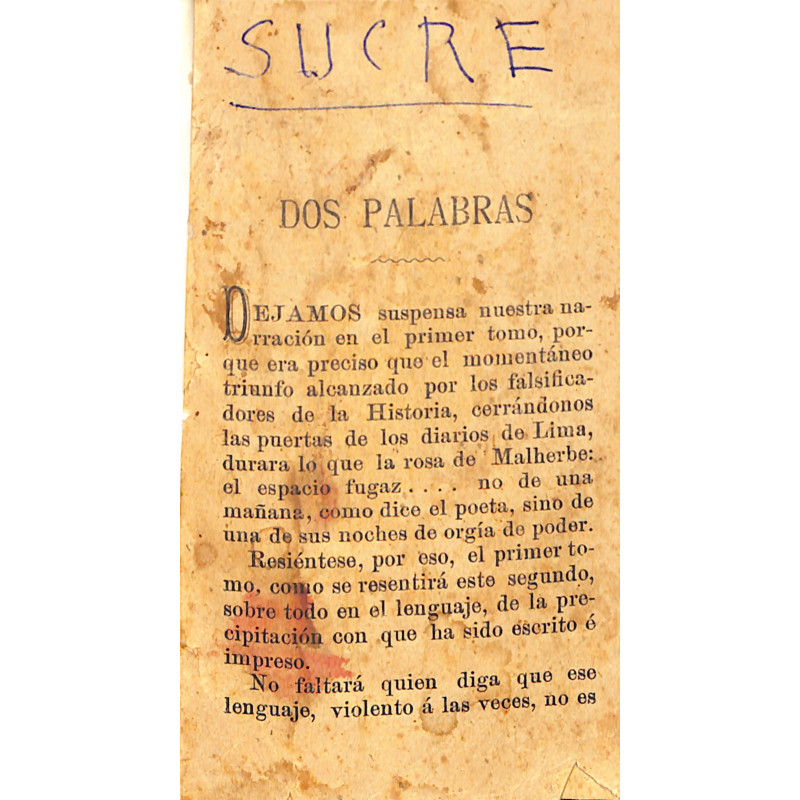 SUCRE
DOS PALABRAS
DEJAMOS suspensa nuestra na-
rración en el primer tomo, por-
que era preciso que el momentáneo
triunfo alcanzado por los falsifica-
dores de la Historia, cerrándonos
las puertas de los diarios de Lima,
durara lo que la rosa de Malherbe:
el espacio fugaz.... no de una
mañana, como dice el poeta, sino de
una de sus noches de orgía de poder.
Resiéntese, por eso, el primer to-
mo, como se resentirá este segundo,
sobre todo en el lenguaje, de la pre-
cipitación con que ha sido escrito é
impreso.
No faltará quien diga que ese
lenguaje, violento á las veces, no es